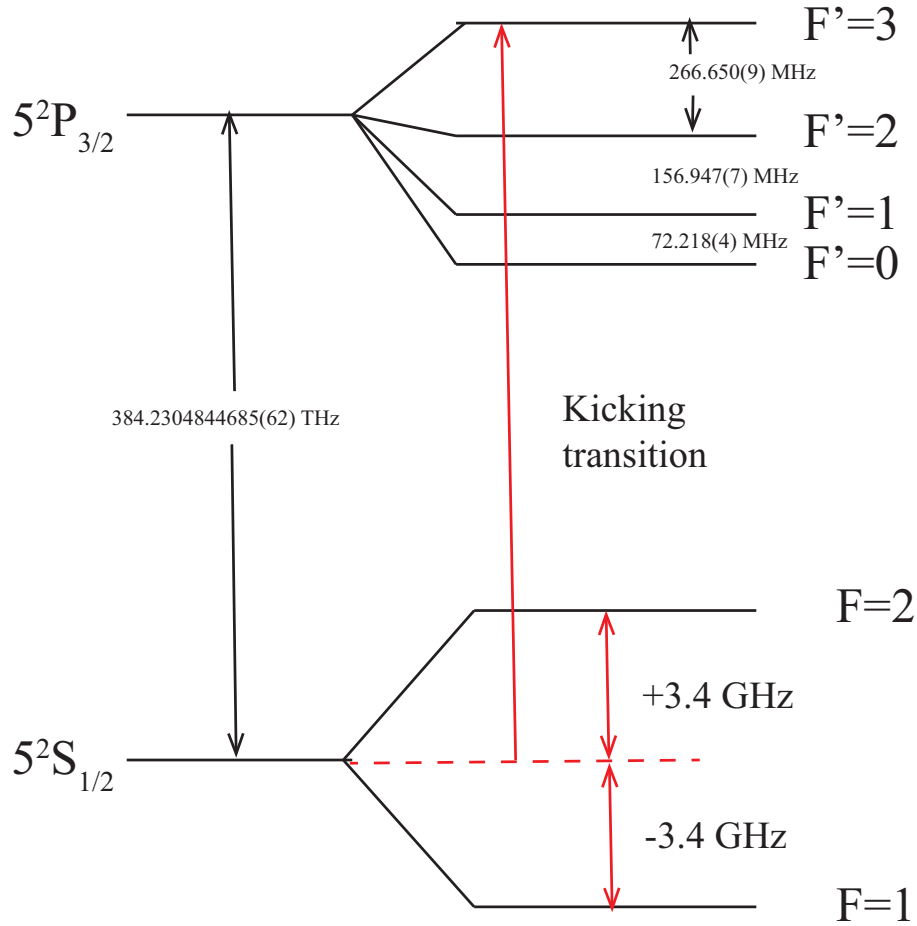 F’=3
266.650(9) MHz
5²P₃/₂
F’=2
156.947(7) MHz
F’=1
72.218(4) MHz
F’=0
384.2304844685(62) THz
Kicking
transition
F=2
+3.4 GHz
5²S₁/₂
-3.4 GHz
F=1